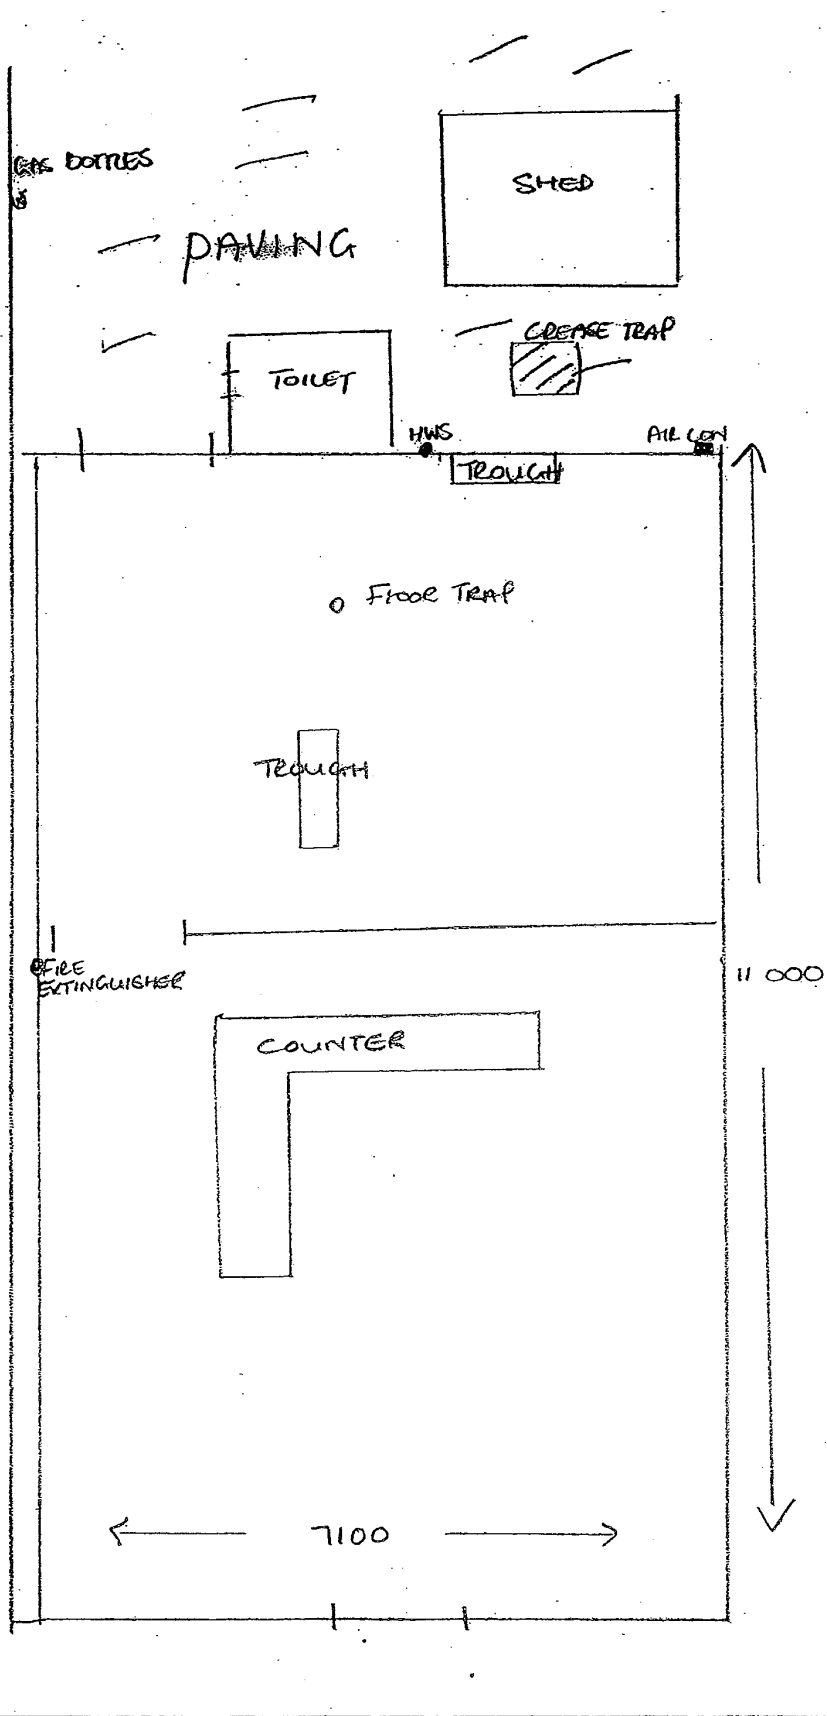 GAS BOTTLES
SHED
PAVING
GREASE TRAP
TOILET
HWS
AIR CON
TROUGH
FLOOR TRAP
TROUGH
FIRE
EXTINGUISHER
11 000
COUNTER
7100